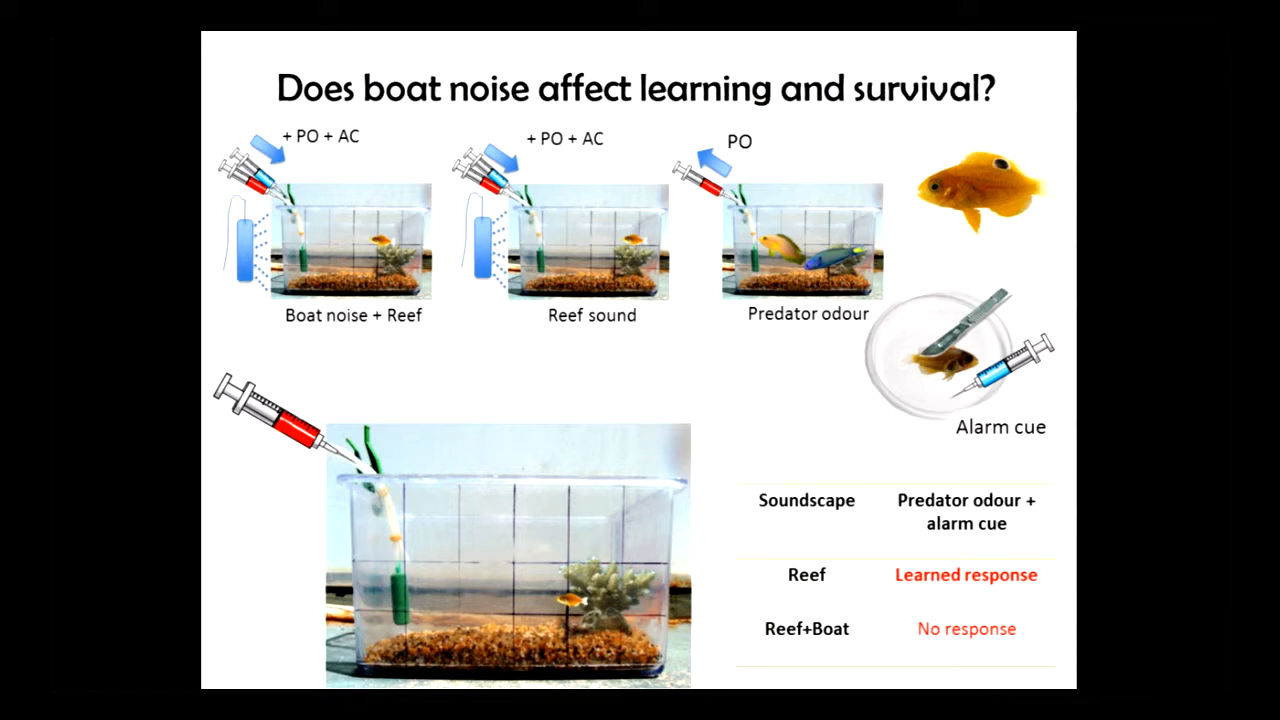 Does boat noise affect learning and survival?
+ PO + AC
+ PO + AC
PO
Boat noise + Reef
Reef sound
Predator odour
Alarm cue
Soundscape
Predator odour +
alarm cue
Reef
Learned response
Reef+Boat
No response